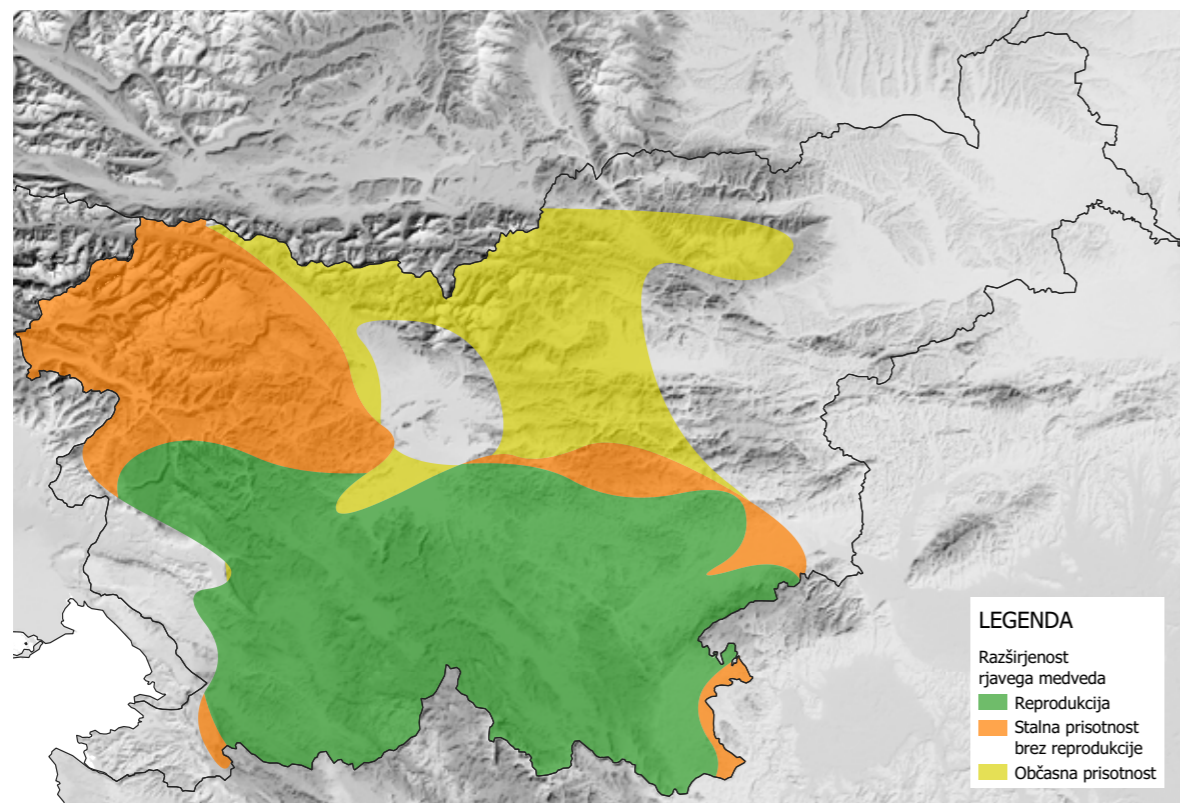 LEGENDA
Razširjenost
rjavega medveda
Reprodukcija
Stalna prisotnost
brez reprodukcije
Občasna prisotnost